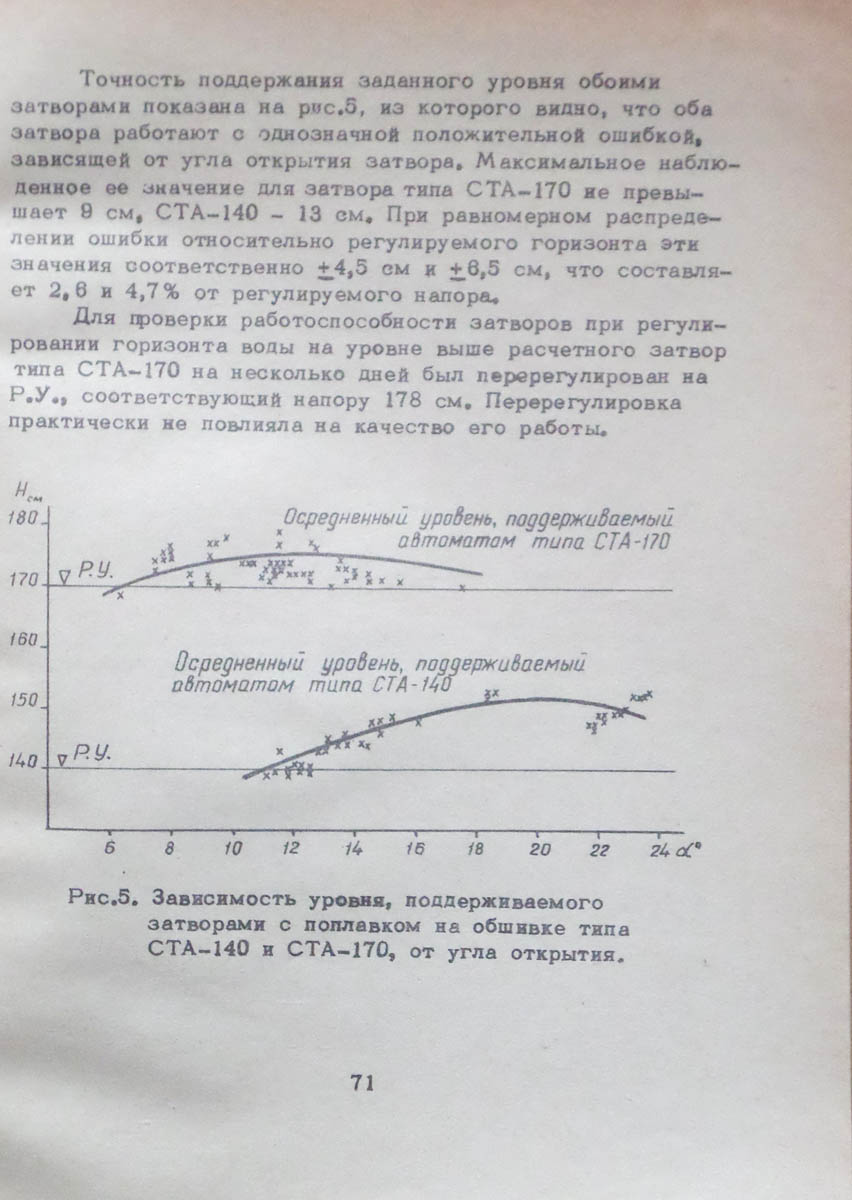 Точность поддержания заданного уровня обоими
затворами показана на рис.5, из которого видно, что оба
затвора работают с однозначной положительной ошибкой,
зависящей от угла открытия затвора. Максимальное наблю-
денное ее значение для затвора типа СТА-170 не превы-
шает 9 см, СТА-140 - 13 см. При равномерном распреде-
лении ошибки относительно регулируемого горизонта эти
значения соответственно ±4,5 см и ±6,5 см, что составля-
ет 2,6 и 4,7% от регулируемого напора.
Для проверки работоспособности затворов при регули-
ровании горизонта воды на уровне выше расчетного затвор
типа СТА-170 на несколько дней был перерегулирован на
Р.У., соответствующий напору 178 см. Перерегулировка
практически не повлияла на качество его работы.
Нсм
180
Осредненный уровень, поддерживаемый
автоматом типа СТА-170
170
Р.У.
160
Осредненный уровень, поддерживаемый
автоматом типа СТА-140
150
140
Р.У.
6 8 10 12 14 16 18 20 22 24 α°
Рис.5. Зависимость уровня, поддерживаемого
затворами с поплавком на обшивке типа
СТА-140 и СТА-170, от угла открытия.
71